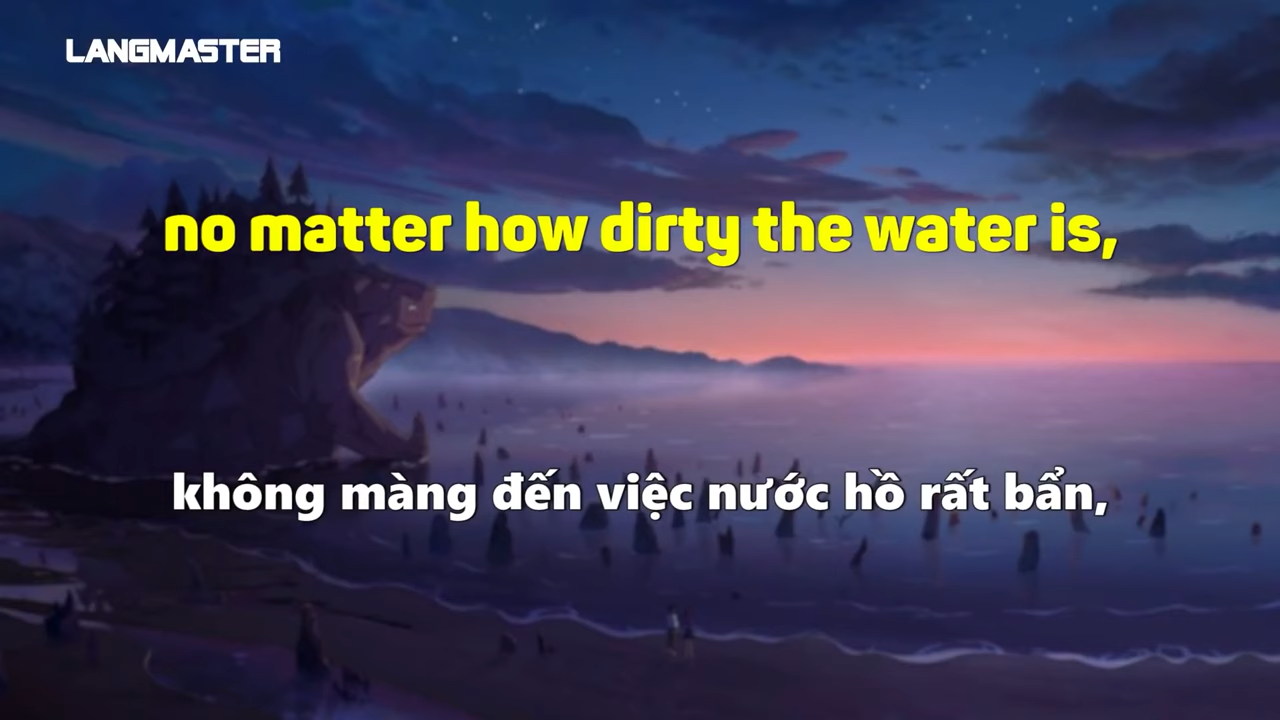 LANGMASTER
no matter how dirty the water is,
không màng đến việc nước hồ rất bẩn,